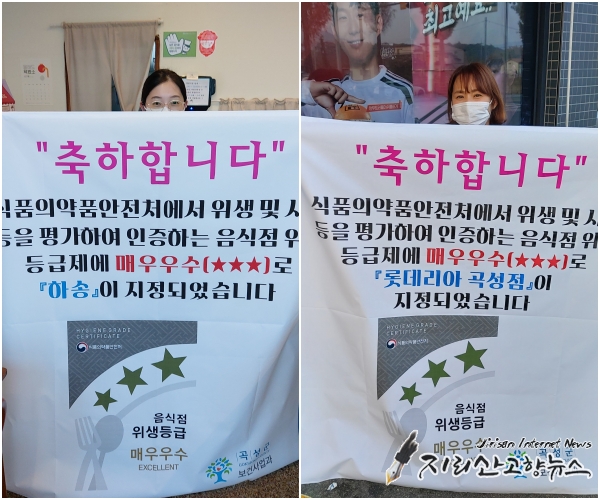 "축하합니다"
식품의약품안전처에서 위생 및 시
등을 평가하여 인증하는 음식점 위
등급제에 매우우수(★★★)로
『하송』이 지정되었습니다
HYGIENE GRADE
CERTIFICATE
식품의약품안전처
음식점
위생등급
매우우수
EXCELLENT
곡성군
보건사업과
최고예요
"축하합니다"
식품의약품안전처에서 위생 및 시
등을 평가하여 인증하는 음식점 위
등급제에 매우우수(★★★)로
『롯데리아 곡성점』이
지정되었습니다
HYGIENE GRADE
CERTIFICATE
식품의약품안전처
음식점
위생등급
매우우수
곡성군
Jirisan Internet News
지리산고향뉴스